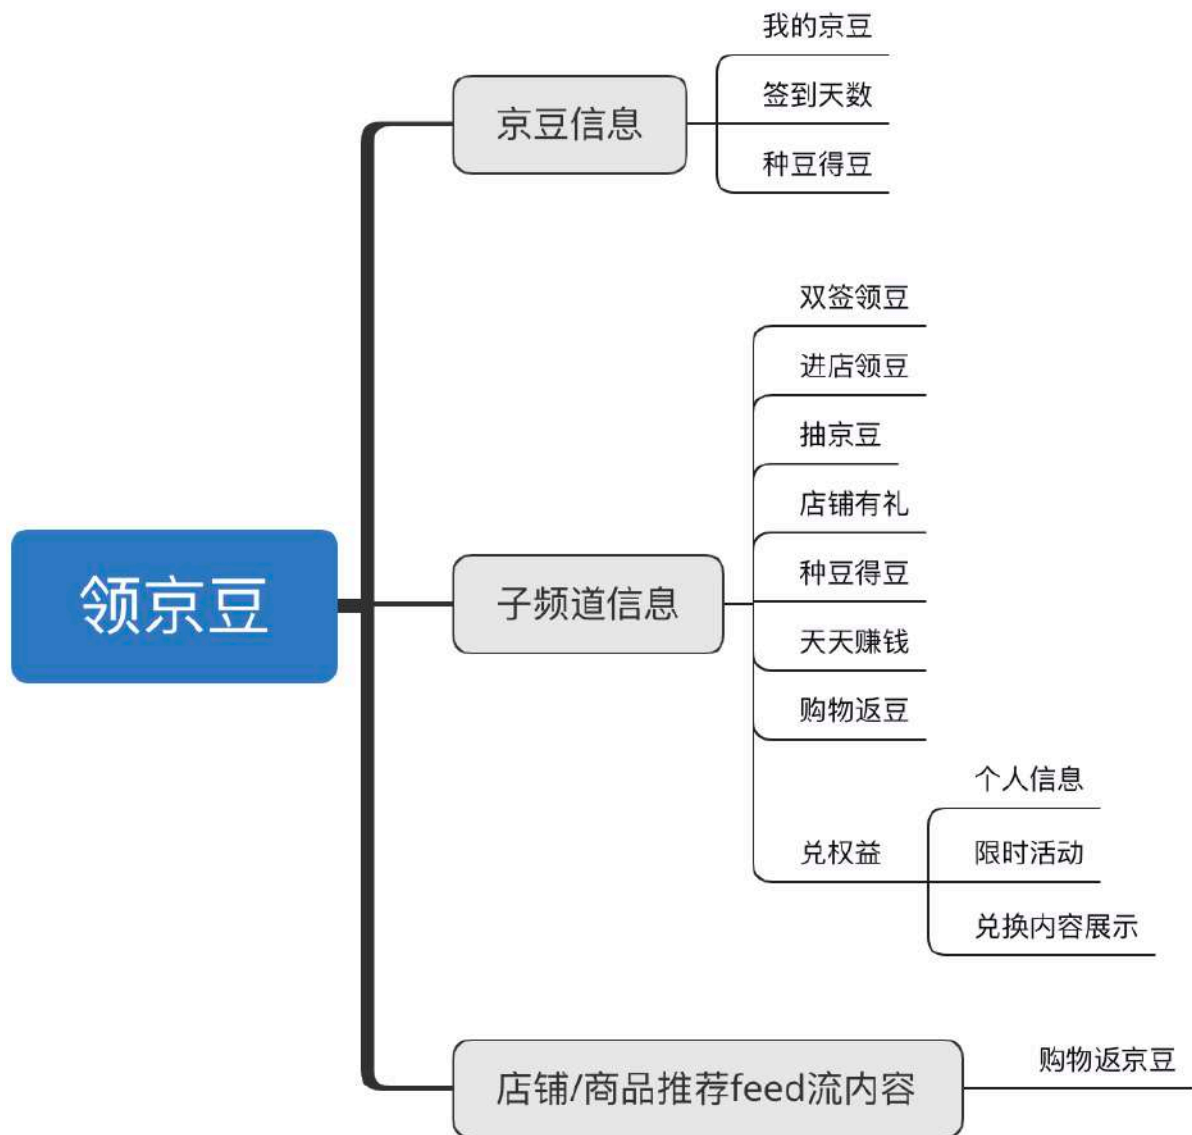 领京豆
京豆信息
我的京豆
签到天数
种豆得豆
子频道信息
双签领豆
进店领豆
抽京豆
店铺有礼
种豆得豆
天天赚钱
购物返豆
兑权益
个人信息
限时活动
兑换内容展示
店铺/商品推荐feed流内容
购物返京豆